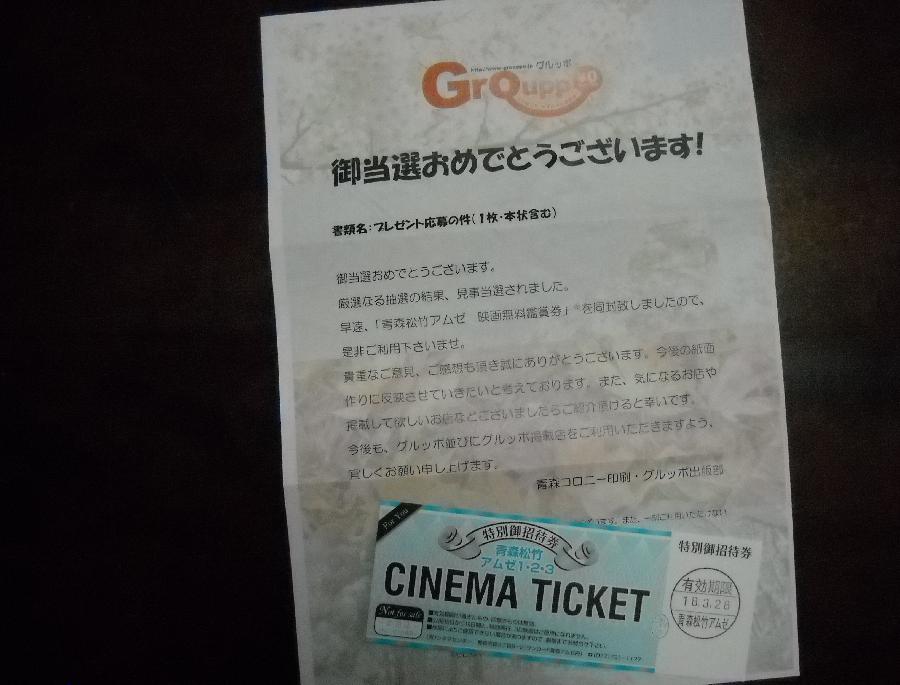 グルッポ
GrOuppo
御当選おめでとうございます!
書類名:プレゼント応募の件(1枚・本状含む)
御当選おめでとうございます。
厳選なる抽選の結果、見事当選されました。
早速、「青森松竹アムゼ 映画無料鑑賞券」※を同封致しましたので、
是非ご利用下さいませ。
貴重なご意見、ご感想も頂き誠にありがとうございます。今後の紙面
作りに反映させていきたいと考えております。また、気になるお店や
掲載して欲しいお店などございましたらご紹介頂けると幸いです。
今後も、グルッポ並びにグルッポ掲載店をご利用いただきますよう、
宜しくお願い申し上げます。
青森コロニー印刷・グルッポ出版部
For You
特別御招待券
青森松竹
アムゼ1・2・3
CINEMA TICKET
Not for sale
特別御招待券
有効期限
18.3.28
青森松竹アムゼ